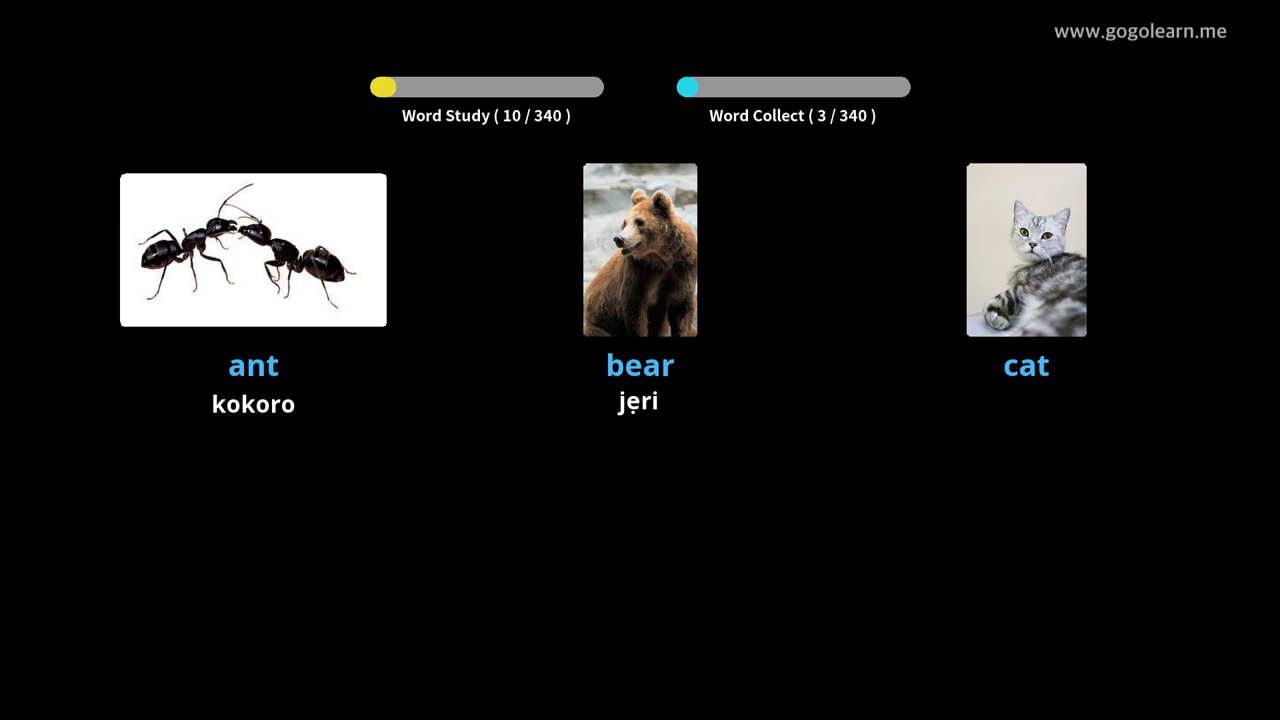 www.gogolearn.me
Word Study ( 10 / 340 )
Word Collect ( 3 / 340 )
ant
bear
cat
kokoro
jẹri